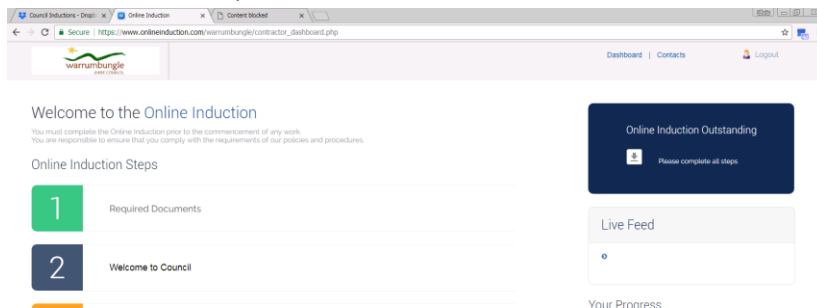 Council Inductions - Dropb
Online Induction
Content blocked
Secure
https://www.onlineinduction.com/warrumbungle/contractor_dashboard.php
warrumbungle
SHIRE COUNCIL
Dashboard | Contacts
Logout
Welcome to the Online Induction
You must complete the Online Induction prior to the commencement of any work.
You are responsible to ensure that you comply with the requirements of our policies and procedures.
Online Induction Steps
1
Required Documents
2
Welcome to Council
Online Induction Outstanding
Please complete all steps
Live Feed
0
Your Progress